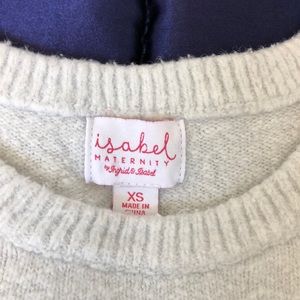 isabel
MATERNITY
by Ingrid & Isabel
XS
MADE IN
CHINA